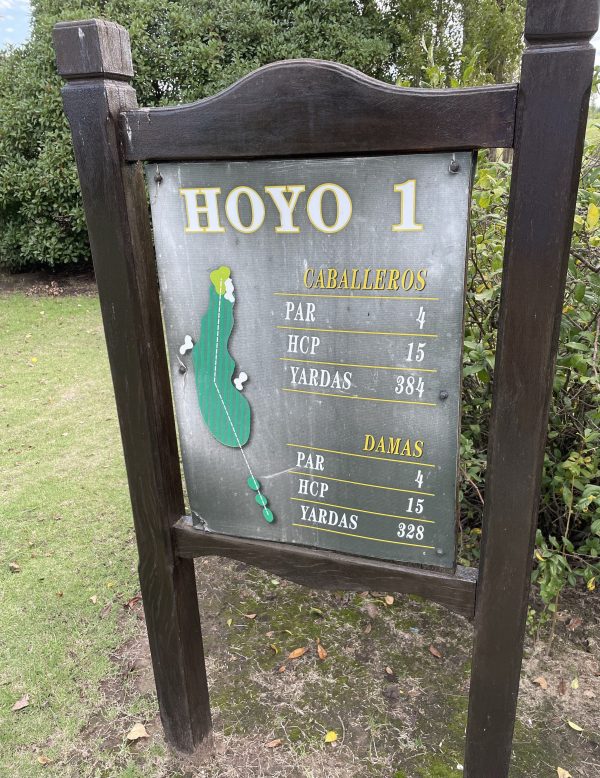 HOYO 1
CABALLEROS
PAR 4
HCP 15
YARDAS 384
DAMAS
PAR 4
HCP 15
YARDAS 328